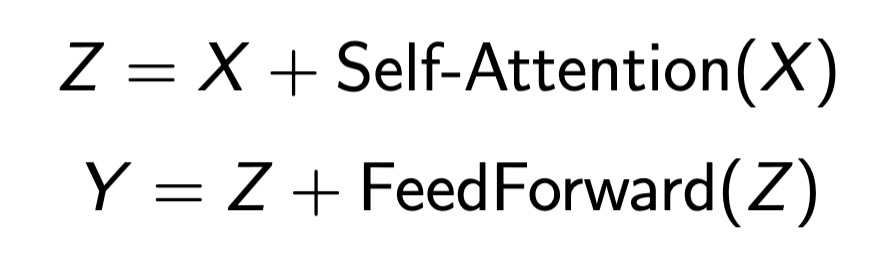 Z = X + Self-Attention(X)
Y = Z + FeedForward(Z)